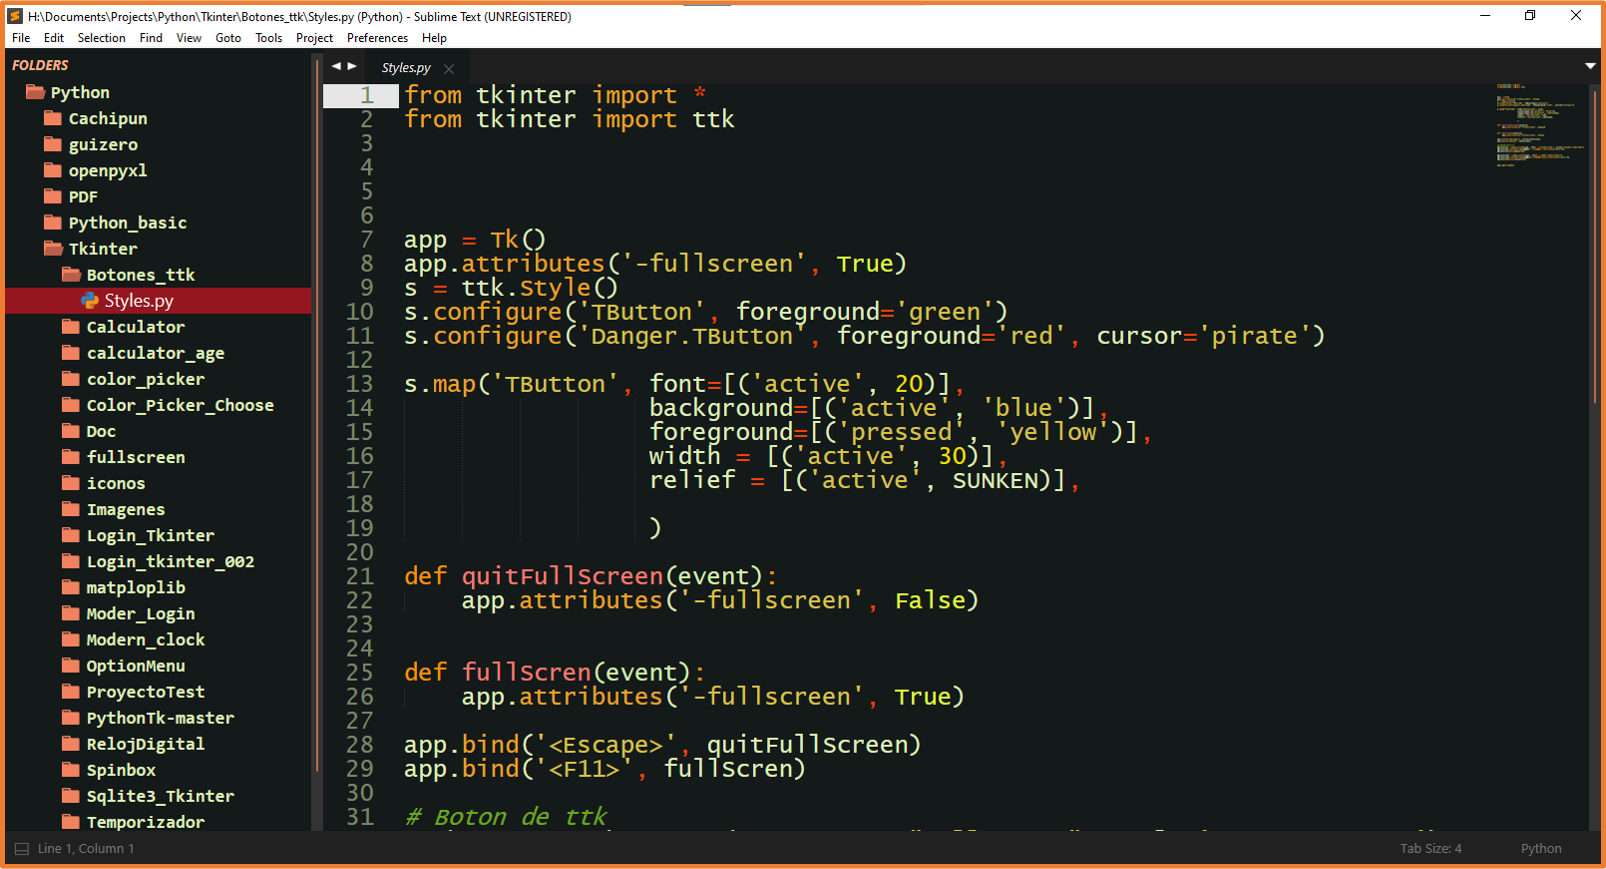 H:\Documents\Projects\Python\Tkinter\Botones_ttk\Styles.py (Python) - Sublime Text (UNREGISTERED)
File Edit Selection Find View Goto Tools Project Preferences Help
FOLDERS
Python
Cachipun
guizero
openpyxl
PDF
Python_basic
Tkinter
Botones_ttk
Styles.py
Calculator
calculator_age
color_picker
Color_Picker_Choose
Doc
fullscreen
iconos
Imagenes
Login_Tkinter
Login_tkinter_002
matploplib
Moder_Login
Modern_clock
OptionMenu
ProyectoTest
PythonTk-master
RelojDigital
Spinbox
Sqlite3_Tkinter
Temporizador
Styles.py
1 from tkinter import *
2 from tkinter import ttk
3
4
5
6
7 app = Tk()
8 app.attributes('-fullscreen', True)
9 s = ttk.Style()
10 s.configure('TButton', foreground='green')
11 s.configure('Danger.TButton', foreground='red', cursor='pirate')
12
13 s.map('TButton', font=[('active', 20)],
14 background=[('active', 'blue')],
15 foreground=[('pressed', 'yellow')],
16 width = [('active', 30)],
17 relief = [('active', SUNKEN)],
18
19 )
20
21 def quitFullScreen(event):
22 app.attributes('-fullscreen', False)
23
24
25 def fullScren(event):
26 app.attributes('-fullscreen', True)
27
28 app.bind('<Escape>', quitFullScreen)
29 app.bind('<F11>', fullScren)
30
31 # Boton de ttk
Line 1, Column 1
Tab Size: 4
Python